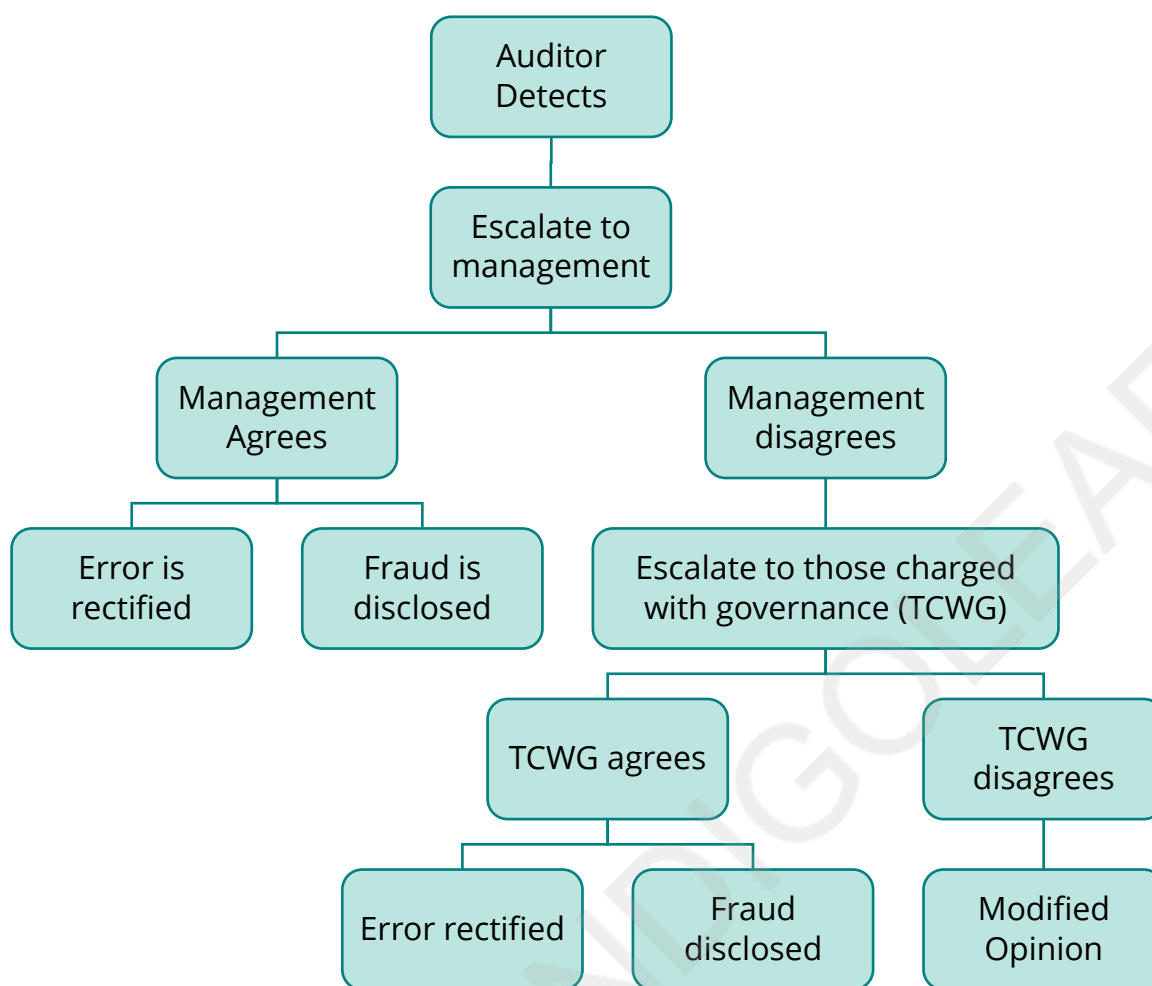 Auditor
Detects
Escalate to
management
Management
Agrees
Management
disagrees
Error is
rectified
Fraud is
disclosed
Escalate to those charged
with governance (TCWG)
TCWG agrees
TCWG
disagrees
Error rectified
Fraud
disclosed
Modified
Opinion